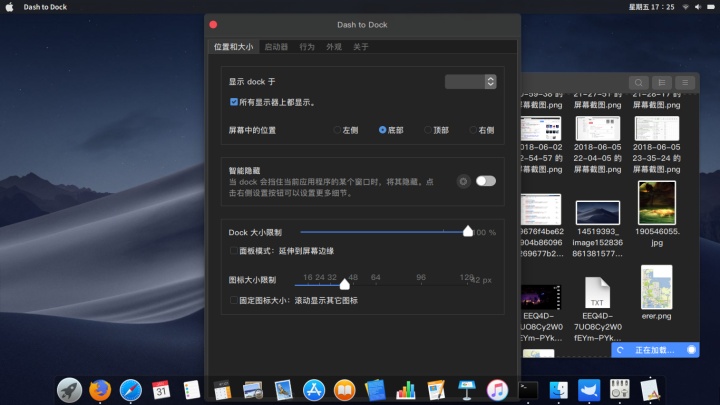 Dash to Dock
星期五 17：25
Dash to Dock
位置和大小 启动器 行为 外观 关于
显示 dock 于
所有显示器上都显示。
屏幕中的位置
左侧 底部 顶部 右侧
智能隐藏
当 dock 会挡住当前应用程序的某个窗口时，将其隐藏。点
击右侧设置按钮可以设置更多细节。
Dock 大小限制
100 %
面板模式：延伸到屏幕边缘
图标大小限制
16 24 32 48 64 96 128
42 px
固定图标大小：滚动显示其它图标
-59-38 的
屏幕截图.png
21-27-51 的
屏幕截图.png
21-28-17 的
屏幕截图.png
2018-06-02
2-54-57 的
屏幕截图.png
2018-06-05
22-04-05 的
屏幕截图.png
2018-06-05
23-35-24 的
屏幕截图.png
9676f4be62
904b86096
269677b2...
14519393_
image152836
861381577...
190546055.
jpg
EEQ4D-
7UO8Cy2W0
fEYm-PYk...
TXT
EEQ4D-
7UO8Cy2W0
fEYm-PYk...
erer.png
正在加载...
31